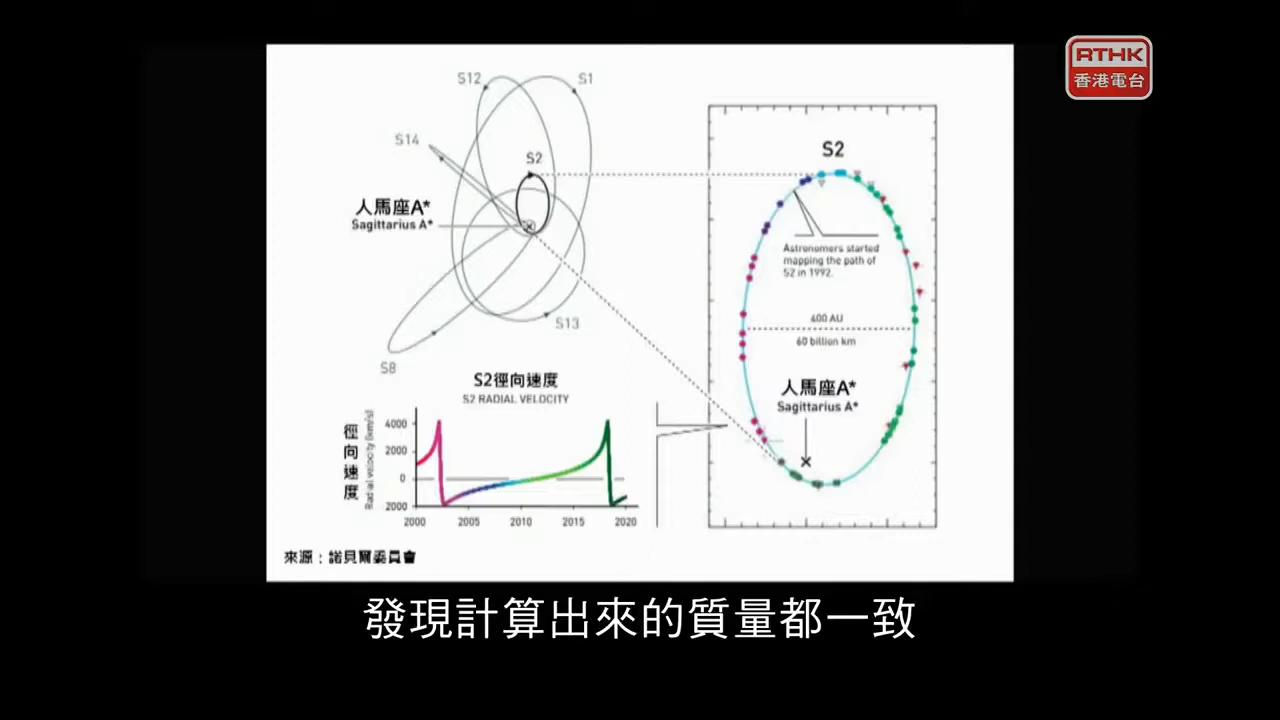 RTHK
香港電台
S12
S1
S14
S2
人馬座A*
Sagittarius A*
S13
S8
S2
Astronomers started
mapping the path of
S2 in 1992.
400 AU
60 billion km
人馬座A*
Sagittarius A*
S2徑向速度
S2 RADIAL VELOCITY
徑向速度
Radial velocity (km/s)
4000
2000
0
2000
2000
2005
2010
2015
2020
來源：諾貝爾委員會
發現計算出來的質量都一致